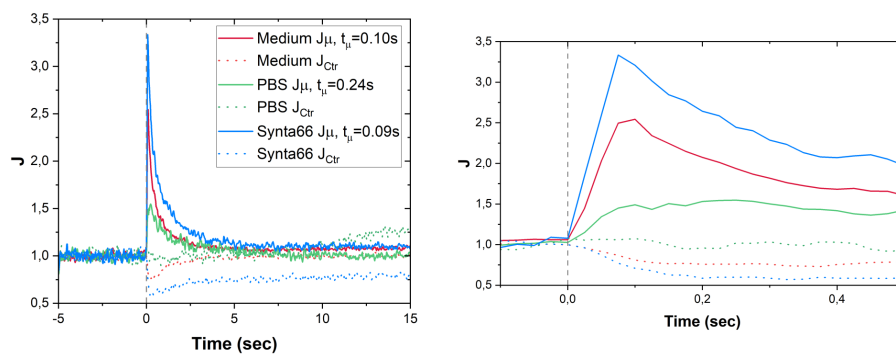 3,5
3,0
2,5
2,0
1,5
1,0
0,5
J
-5
0
5
10
15
Time (sec)
Medium Jμ, tμ=0.10s
Medium JCtr
PBS Jμ, tμ=0.24s
PBS JCtr
Synta66 Jμ, tμ=0.09s
Synta66 JCtr
3,5
3,0
2,5
2,0
1,5
1,0
0,5
J
0,0
0,2
0,4
Time (sec)